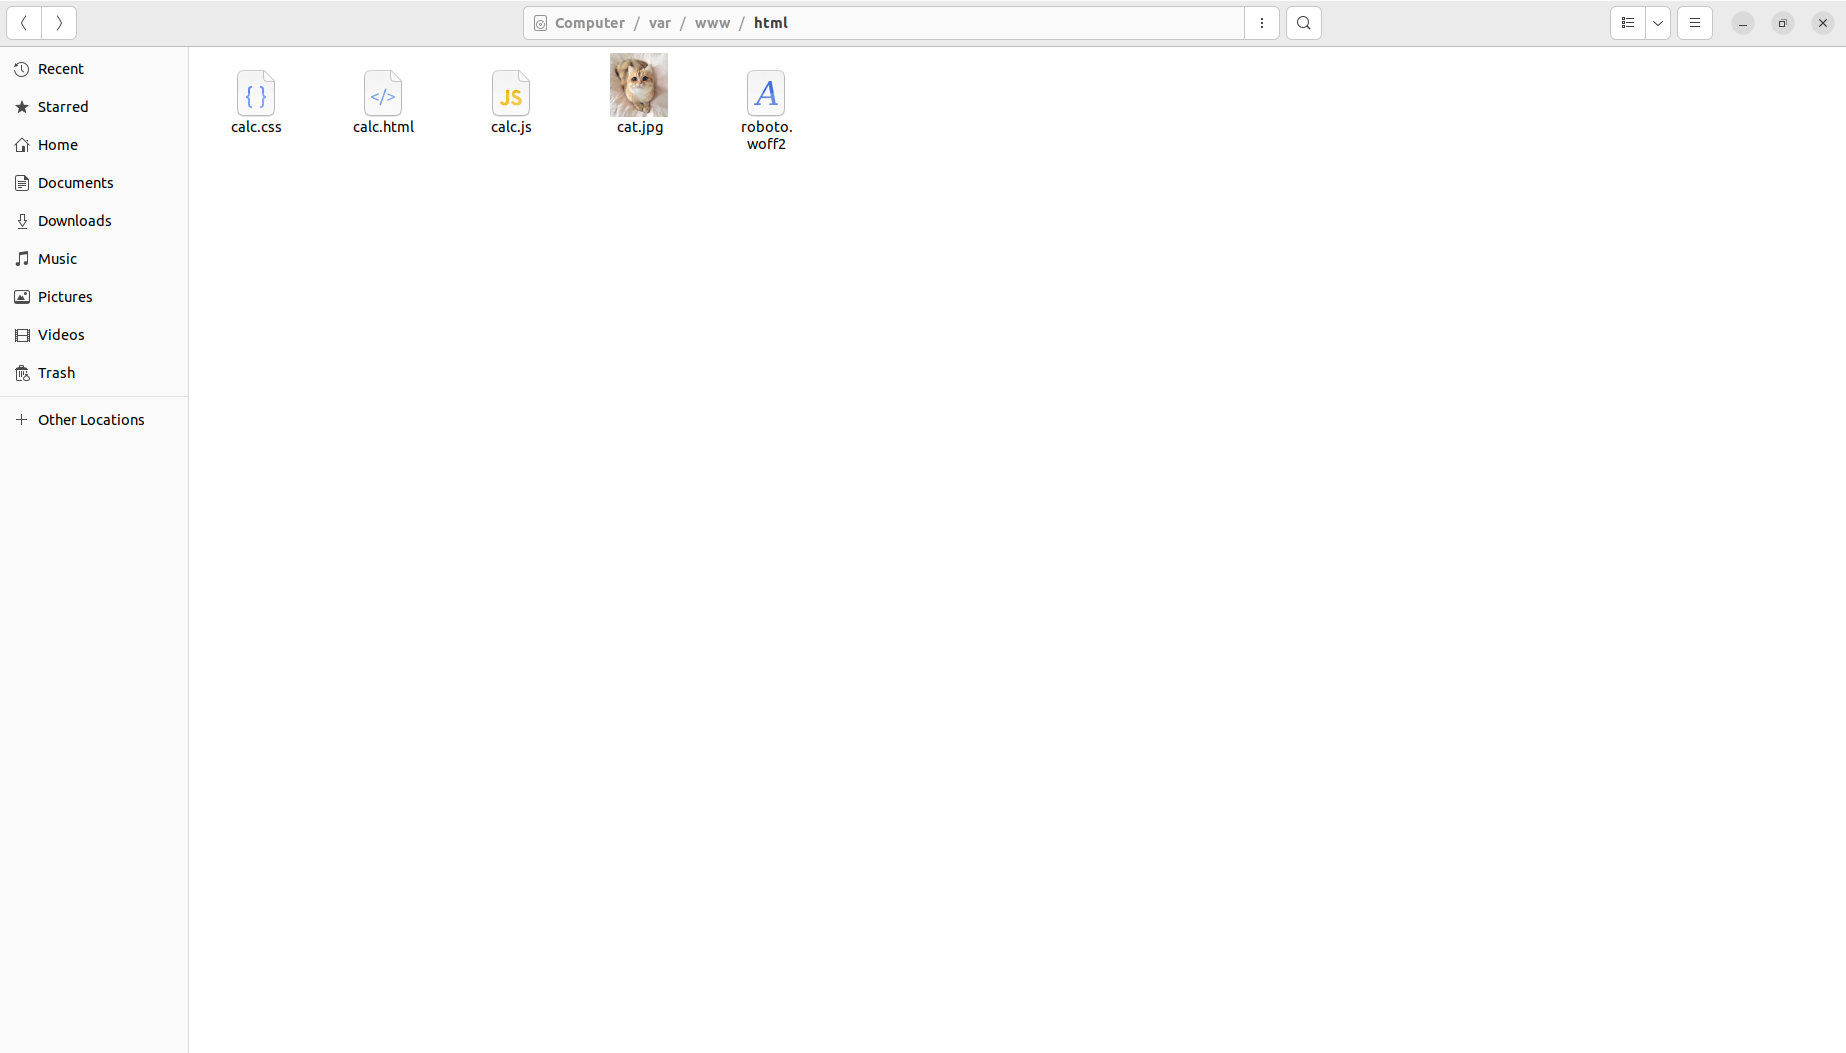 Computer / var / www / html
Recent
Starred
Home
Documents
Downloads
Music
Pictures
Videos
Trash
Other Locations
{ } </> JS A
calc.css calc.html calc.js cat.jpg roboto.
woff2